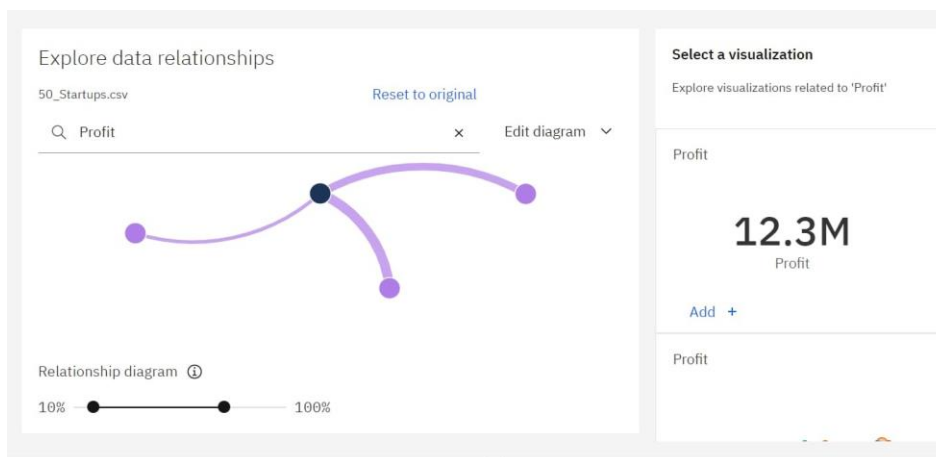 Explore data relationships
50_Startups.csv
Reset to original
Profit
Edit diagram
Relationship diagram
10%
100%
Select a visualization
Explore visualizations related to 'Profit'
Profit
12.3M
Profit
Add +
Profit